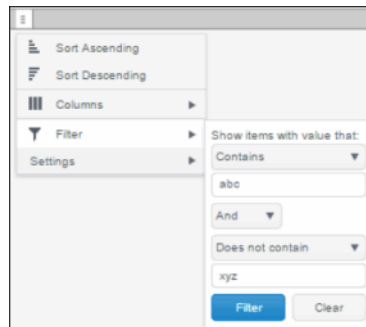 Sort Ascending
Sort Descending
Columns
Filter
Settings
Show items with value that:
Contains
abc
And
Does not contain
xyz
Filter Clear